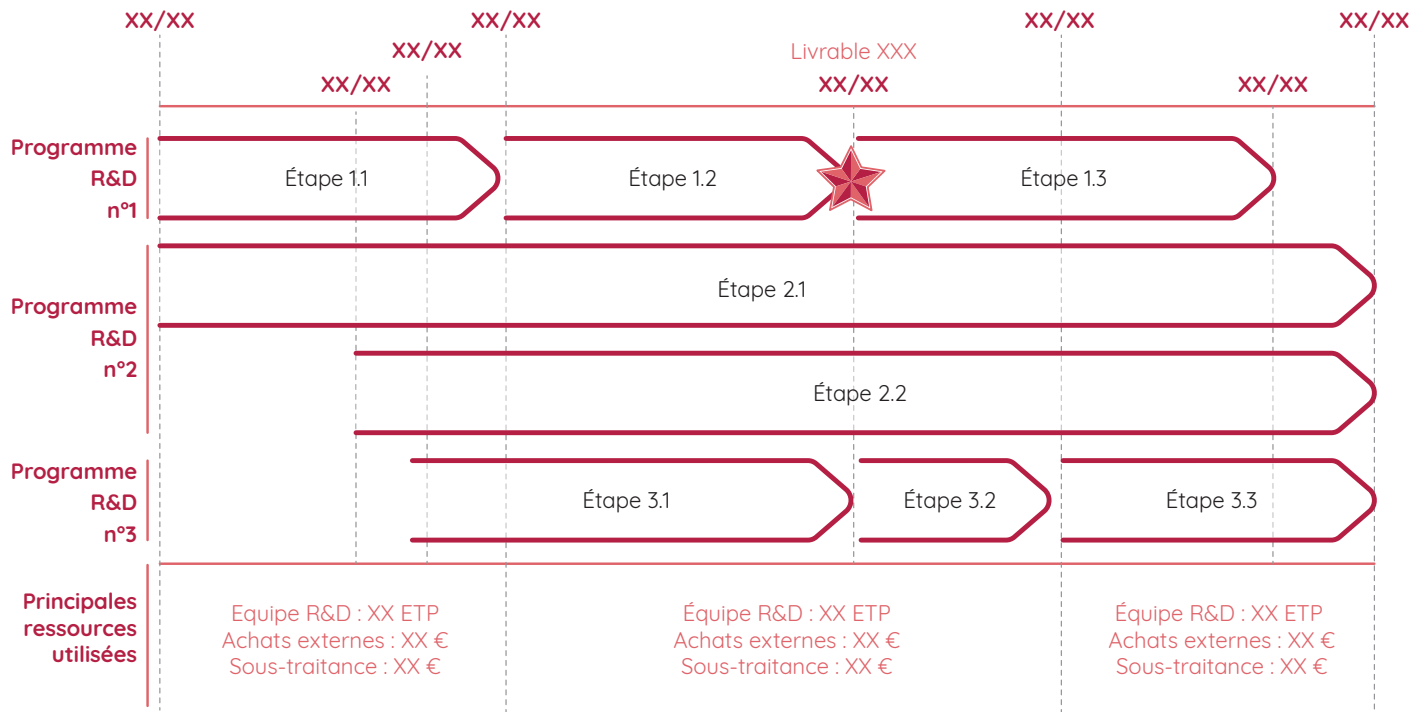 XX/XX
XX/XX
XX/XX
XX/XX
XX/XX
Livrable XXX
XX/XX
XX/XX
XX/XX
Programme
R&D
n°1
Étape 1.1
Étape 1.2
Étape 1.3
Programme
R&D
n°2
Étape 2.1
Étape 2.2
Programme
R&D
n°3
Étape 3.1
Étape 3.2
Étape 3.3
Principales
ressources
utilisées
Equipe R&D : XX ETP
Achats externes : XX €
Sous-traitance : XX €
Équipe R&D : XX ETP
Achats externes : XX €
Sous-traitance : XX €
Équipe R&D : XX ETP
Achats externes : XX €
Sous-traitance : XX €